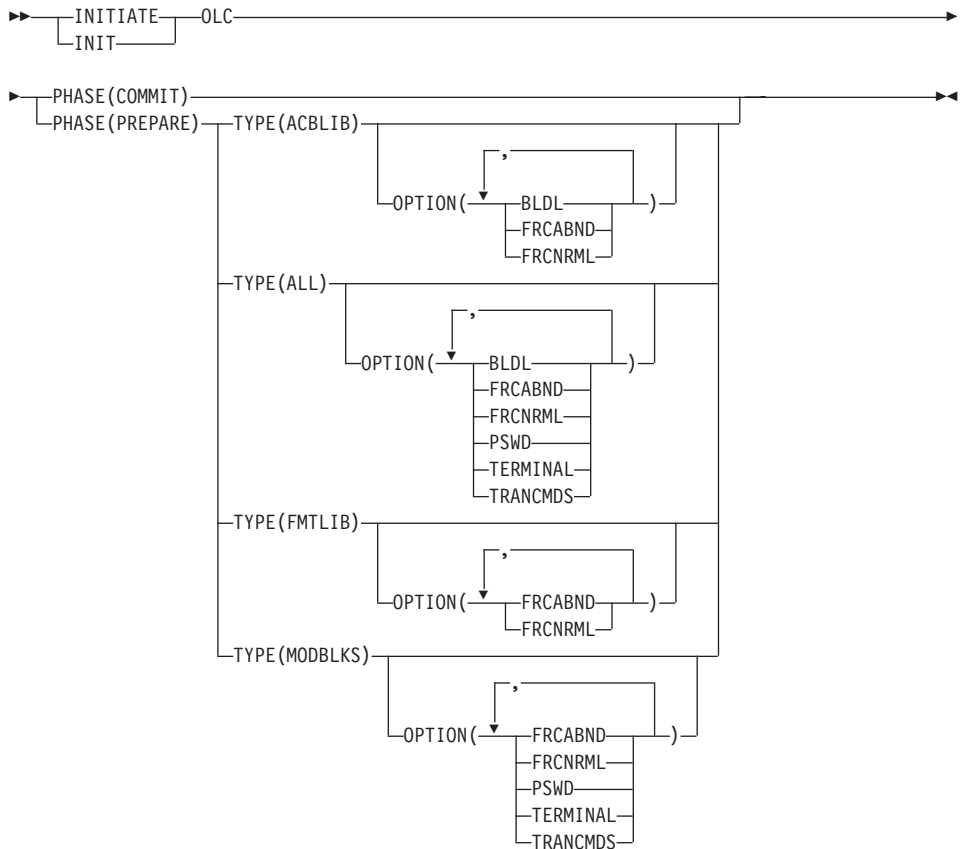 INITIATE OLC
INIT
PHASE(COMMIT)
PHASE(PREPARE) TYPE(ACBLIB)
,
OPTION( BLDL )
FRCABND
FRCNRML
TYPE(ALL)
,
OPTION( BLDL )
FRCABND
FRCNRML
PSWD
TERMINAL
TRANCMDS
TYPE(FMTLIB)
,
OPTION( FRCABND )
FRCNRML
TYPE(MODBLKS)
,
OPTION( FRCABND )
FRCNRML
PSWD
TERMINAL
TRANCMDS